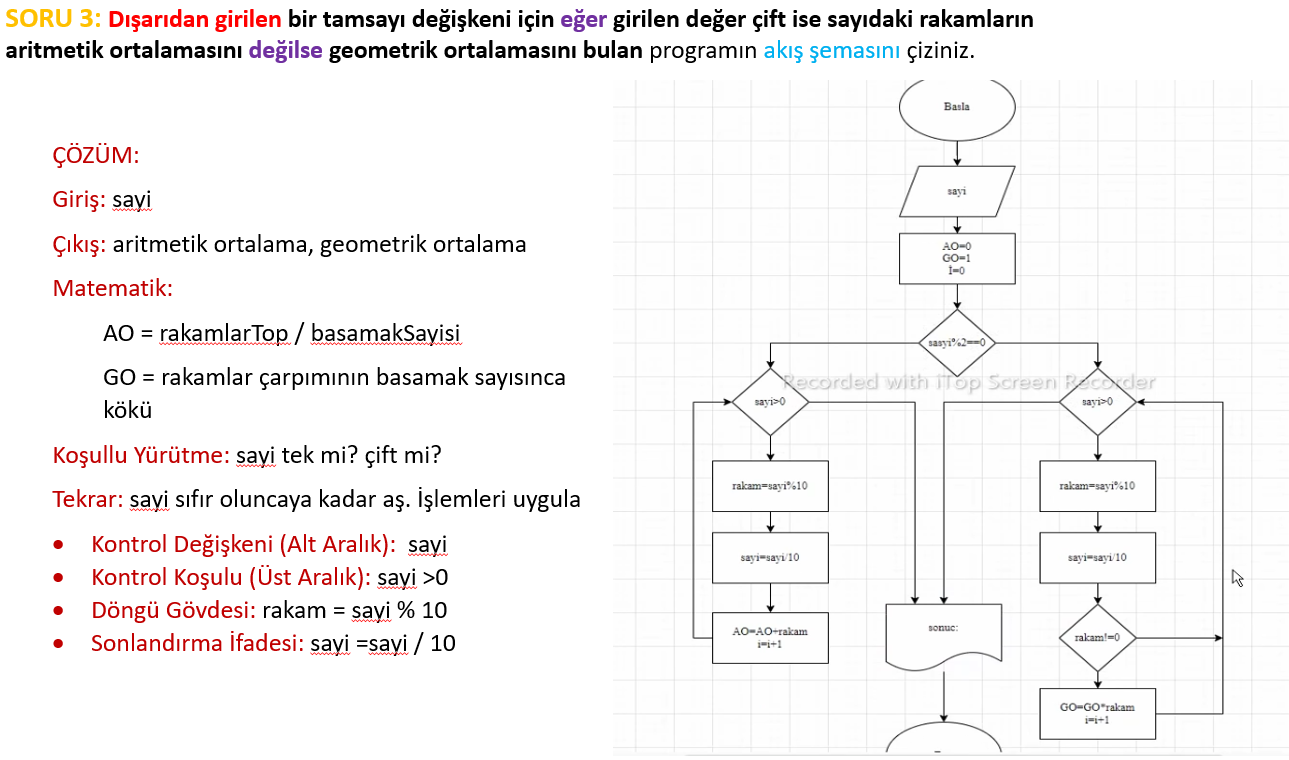 SORU 3: Dışarıdan girilen bir tamsayı değişkeni için eğer girilen değer çift ise sayıdaki rakamların
aritmetik ortalamasını değilse geometrik ortalamasını bulan programın akış şemasını çiziniz.
ÇÖZÜM:
Giriş: sayi
Çıkış: aritmetik ortalama, geometrik ortalama
Matematik:
AO = rakamlarTop / basamakSayisi
GO = rakamlar çarpımının basamak sayısınca
kökü
Koşullu Yürütme: sayi tek mi? çift mi?
Tekrar: sayi sıfır oluncaya kadar aş. İşlemleri uygula
• Kontrol Değişkeni (Alt Aralık): sayi
• Kontrol Koşulu (Üst Aralık): sayi >0
• Döngü Gövdesi: rakam = sayi % 10
• Sonlandırma İfadesi: sayi =sayi / 10
Basla
sayi
AO=0
GO=1
İ=0
sasyi%2==0
Recorded with iTop Screen Recorder
sayi>0
sayi>0
rakam=sayi%10
rakam=sayi%10
sayi=sayi/10
sayi=sayi/10
AO=AO+rakam
i=i+1
sonuc:
rakam!=0
GO=GO*rakam
i=i+1